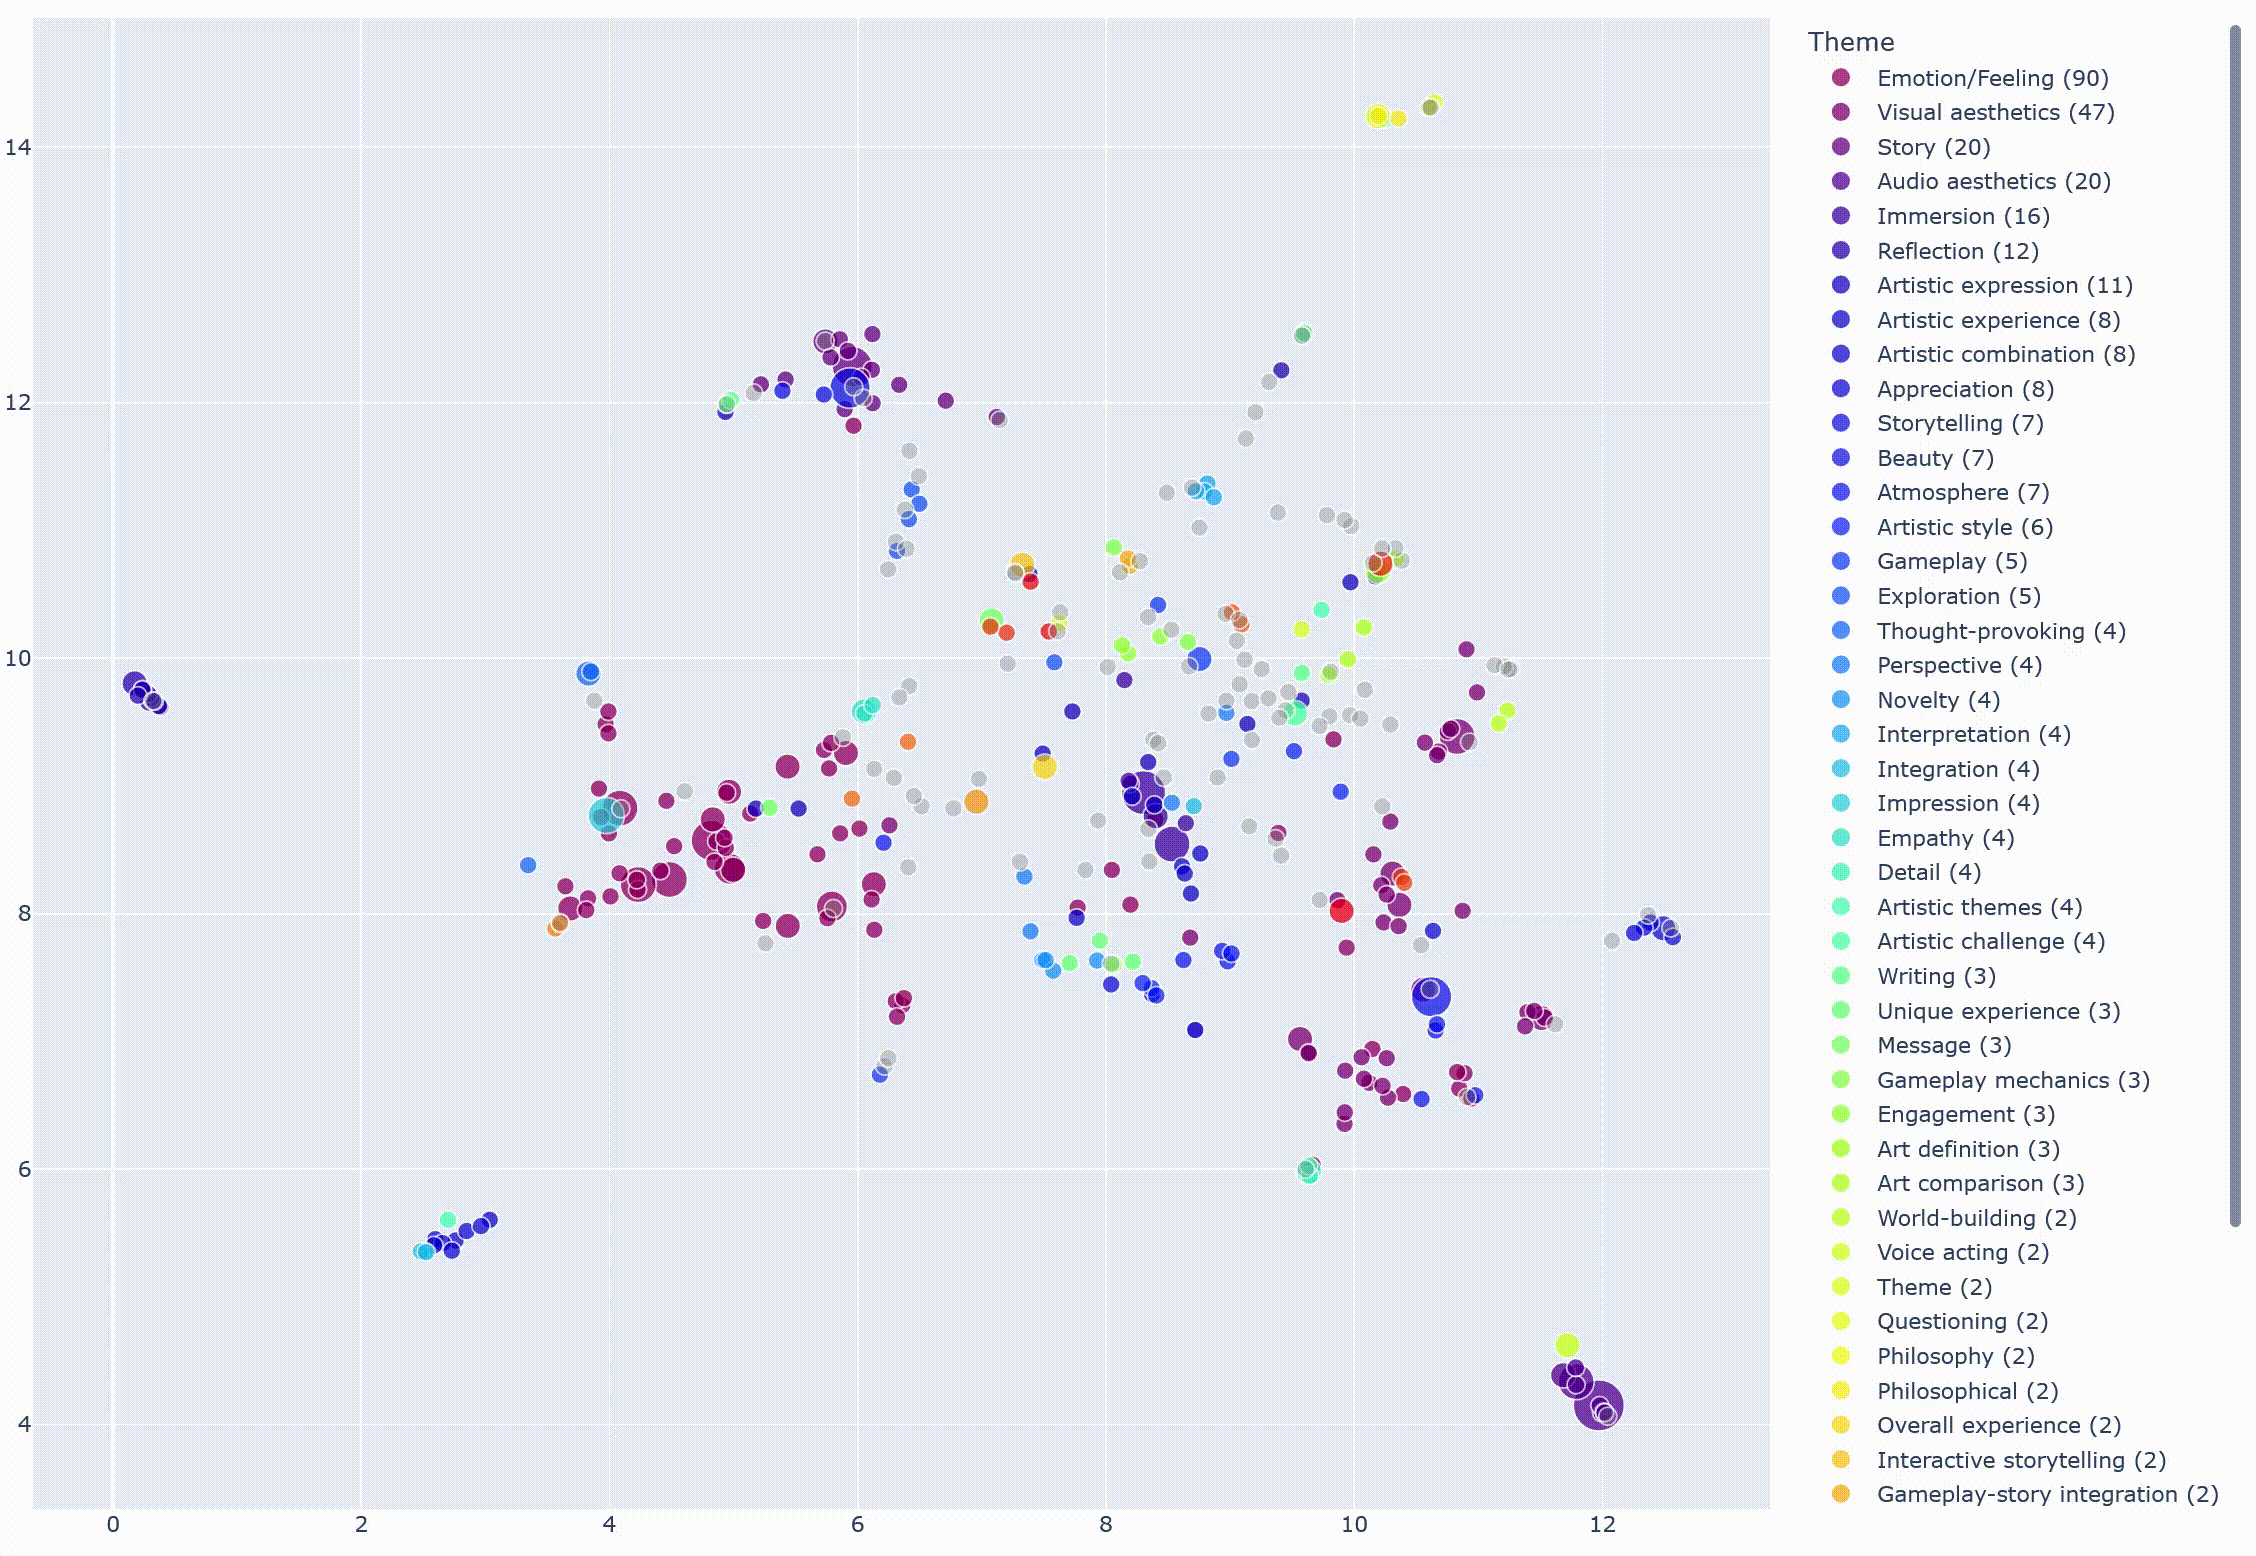 Theme
Emotion/Feeling (90)
Visual aesthetics (47)
Story (20)
Audio aesthetics (20)
Immersion (16)
Reflection (12)
Artistic expression (11)
Artistic experience (8)
Artistic combination (8)
Appreciation (8)
Storytelling (7)
Beauty (7)
Atmosphere (7)
Artistic style (6)
Gameplay (5)
Exploration (5)
Thought-provoking (4)
Perspective (4)
Novelty (4)
Interpretation (4)
Integration (4)
Impression (4)
Empathy (4)
Detail (4)
Artistic themes (4)
Artistic challenge (4)
Writing (3)
Unique experience (3)
Message (3)
Gameplay mechanics (3)
Engagement (3)
Art definition (3)
Art comparison (3)
World-building (2)
Voice acting (2)
Theme (2)
Questioning (2)
Philosophy (2)
Philosophical (2)
Overall experience (2)
Interactive storytelling (2)
Gameplay-story integration (2)
14
12
10
8
6
4
0 2 4 6 8 10 12